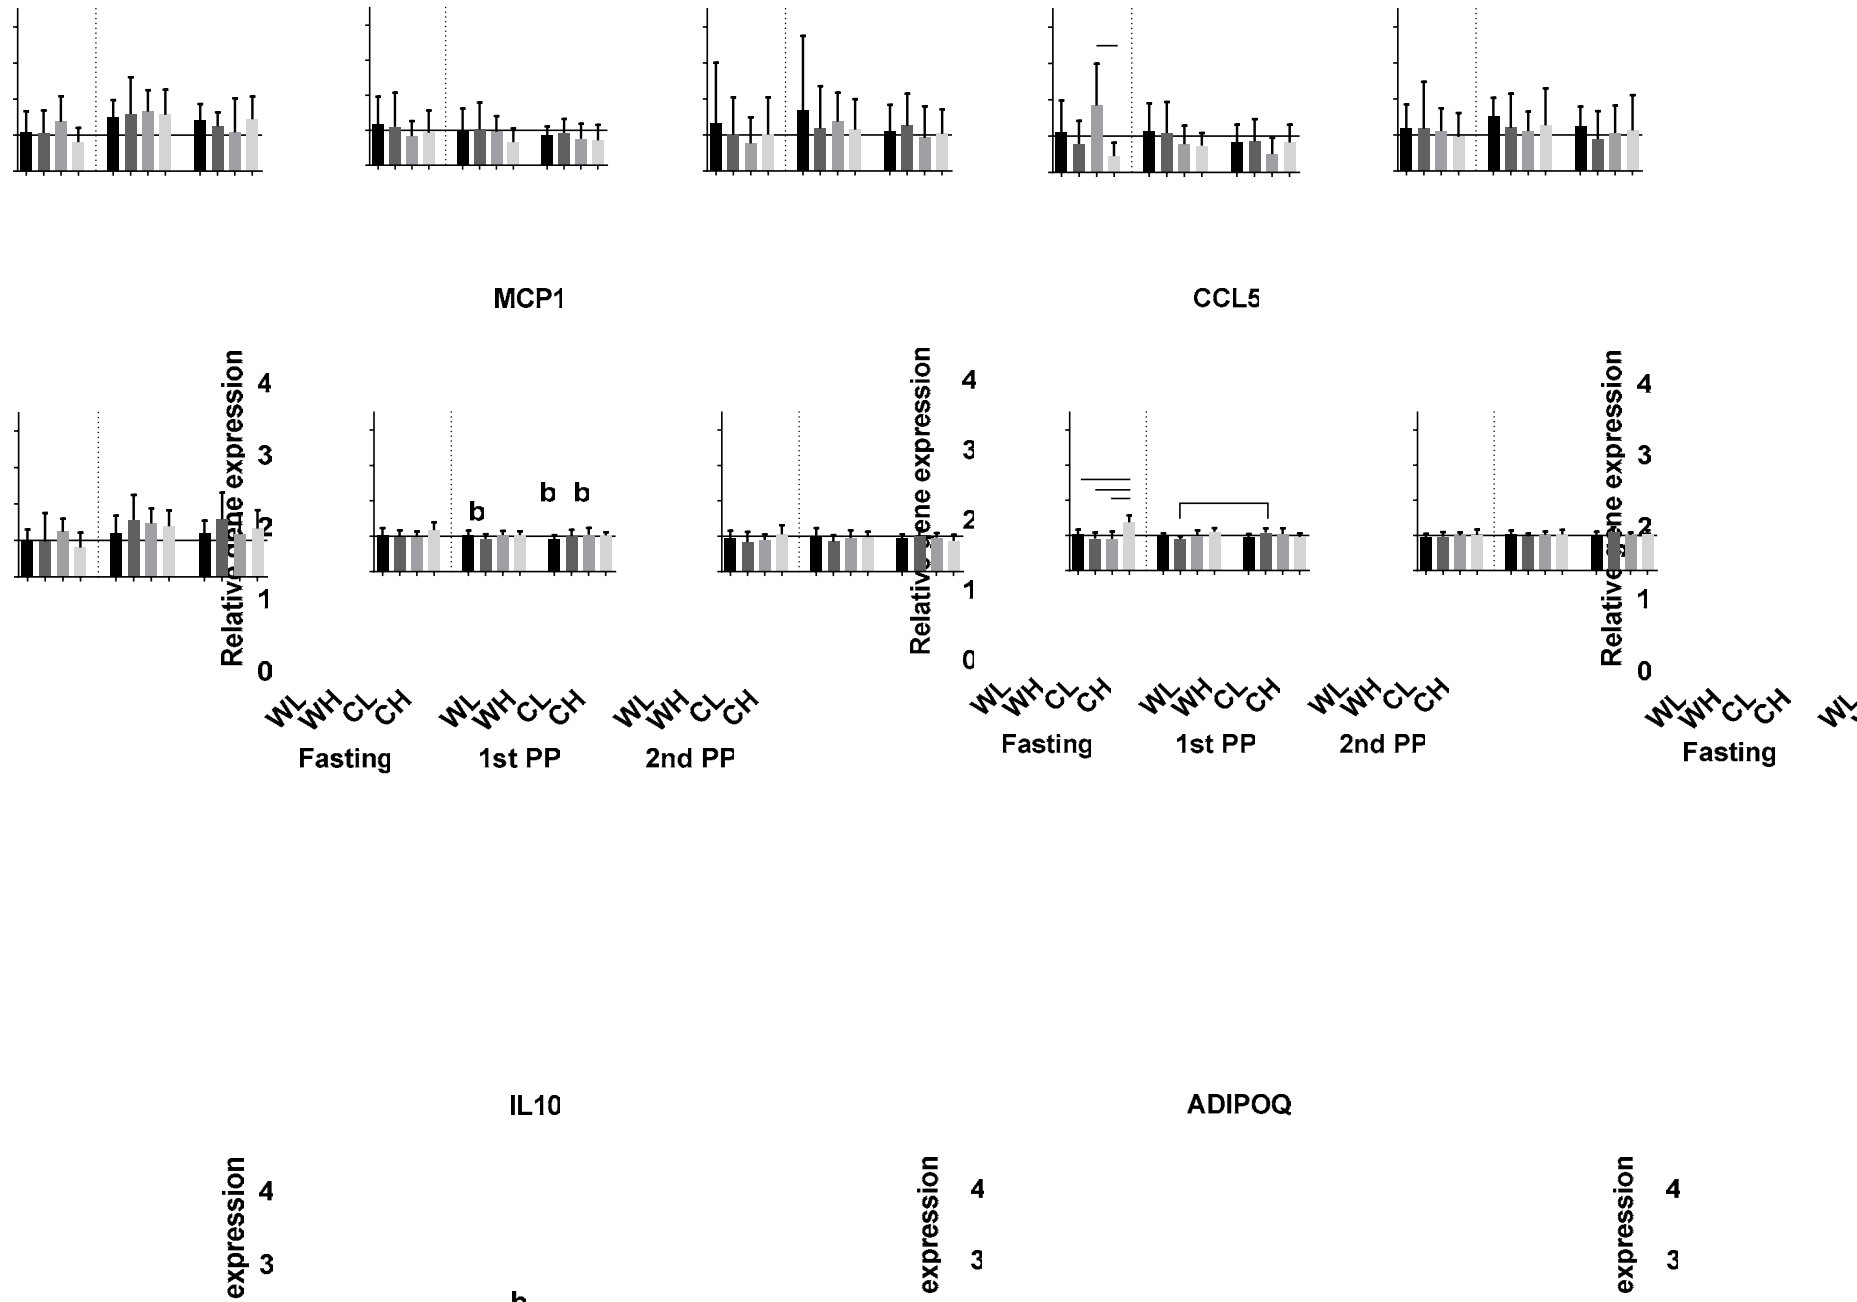 MCP1 CCL5
Relative gene expression
4
3
2
1
0
b b b
WL WH CL CH WL WH CL CH WL WH CL CH
Fasting 1st PP 2nd PP
Relative gene expression
4
3
2
1
0
WL WH CL CH WL WH CL CH WL WH CL CH
Fasting 1st PP 2nd PP
Relative gene expression
4
3
2
1
0
WL WH CL CH WL
Fasting
IL10 ADIPOQ
expression
4
3
expression
4
3
expression
4
3